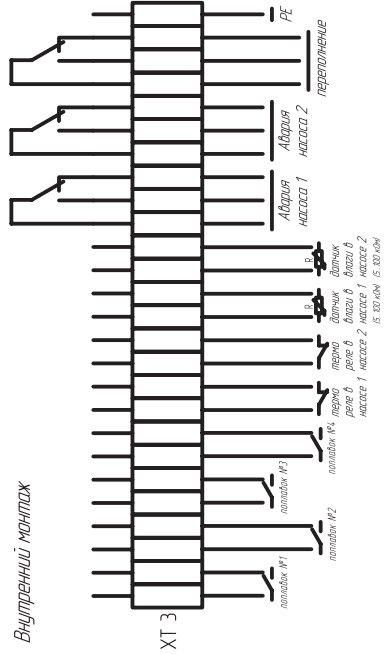 Внутренний монтаж
XT 3
поплавок №1
поплавок №2
поплавок №3
поплавок №4
термо
реле в
насосе 1
термо
реле в
насосе 2
R
датчик
влаги в
насосе 1
(5..100 кОм)
R
датчик
влаги в
насосе 2
(5..100 кОм)
Авария
насоса 1
Авария
насоса 2
переполнение
PE